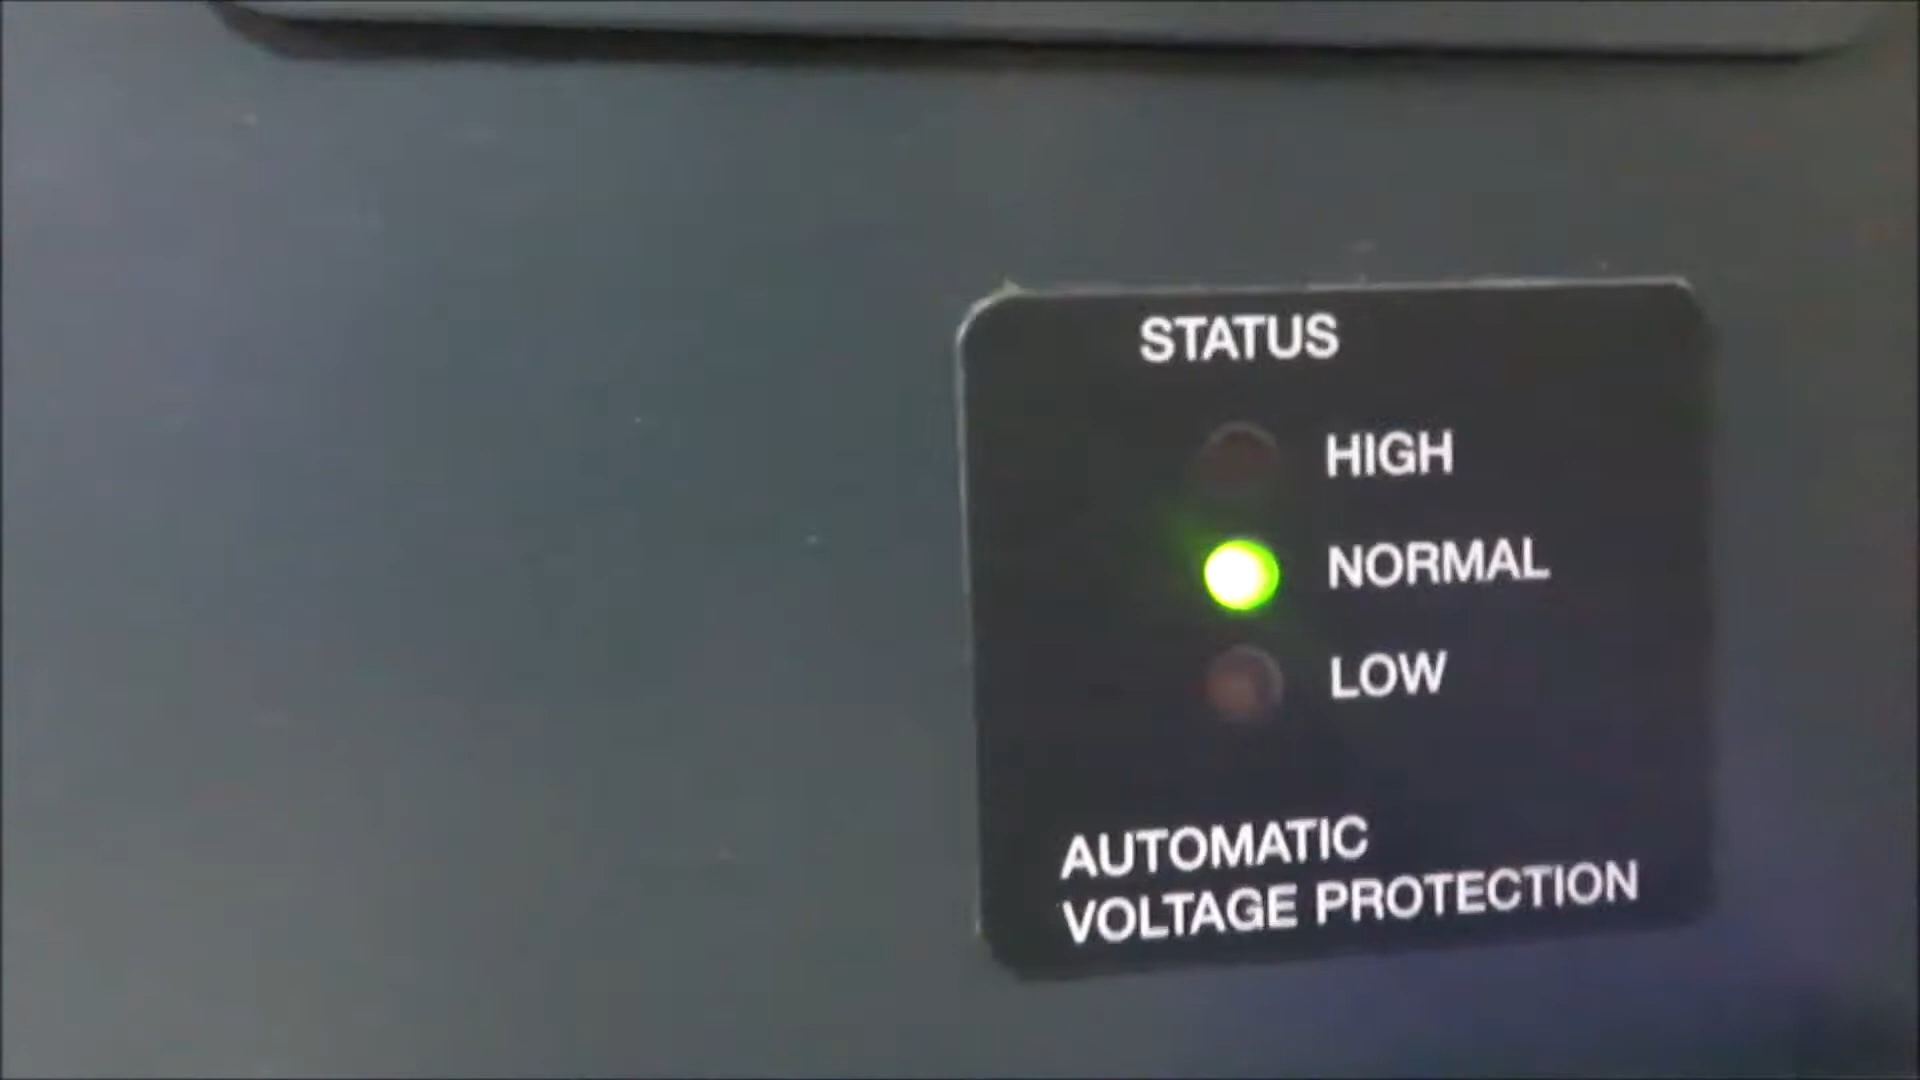 STATUS
HIGH
NORMAL
LOW
AUTOMATIC
VOLTAGE PROTECTION